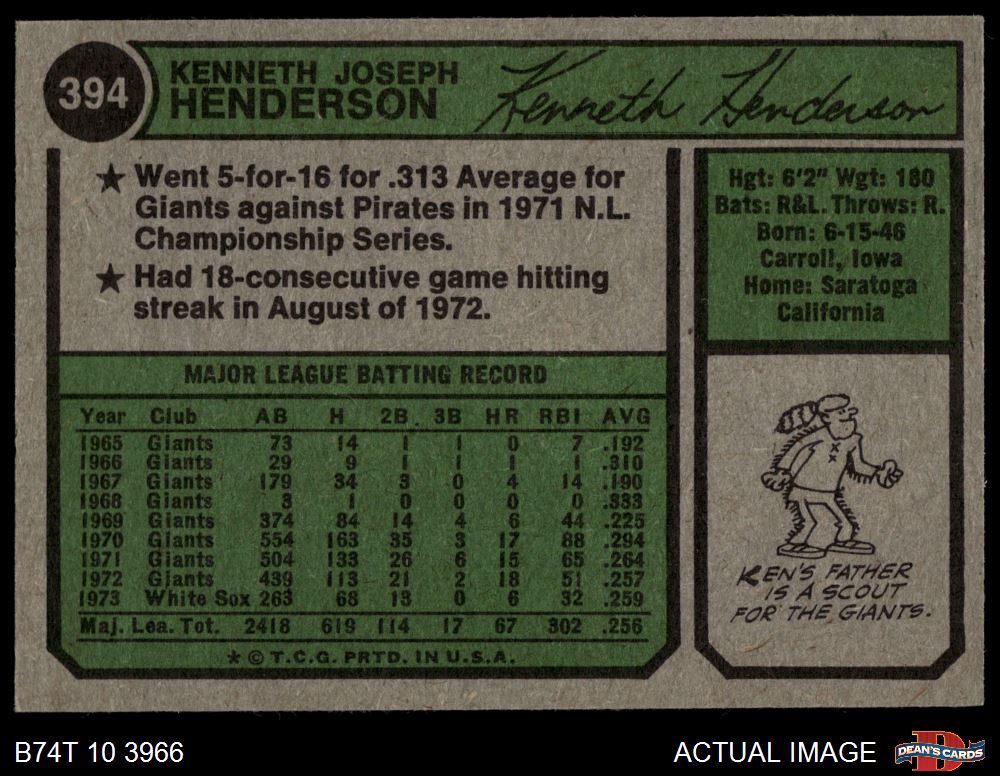 394
KENNETH JOSEPH
HENDERSON
Kenneth Henderson
★ Went 5-for-16 for .313 Average for
Giants against Pirates in 1971 N.L.
Championship Series.
★ Had 18-consecutive game hitting
streak in August of 1972.
Hgt: 6'2" Wgt: 180
Bats: R&L. Throws: R.
Born: 6-15-46
Carroll, Iowa
Home: Saratoga
California
MAJOR LEAGUE BATTING RECORD
Year Club AB H 2B. 3B HR RBI AVG
1965 Giants 73 14 1 1 0 7 .192
1966 Giants 29 9 1 1 1 1 .310
1967 Giants 179 34 3 0 4 14 .190
1968 Giants 3 1 0 0 0 0 .333
1969 Giants 374 84 14 4 6 44 .225
1970 Giants 554 163 35 3 17 88 .294
1971 Giants 504 133 26 6 15 65 .264
1972 Giants 439 113 21 2 18 51 .257
1973 White Sox 263 68 13 0 6 32 .259
Maj. Lea. Tot. 2418 619 114 17 67 302 .256
★ © T.C.G. PRTD. IN U.S.A.
KEN'S FATHER
IS A SCOUT
FOR THE GIANTS.
B74T 10 3966
ACTUAL IMAGE
DEAN'S CARDS